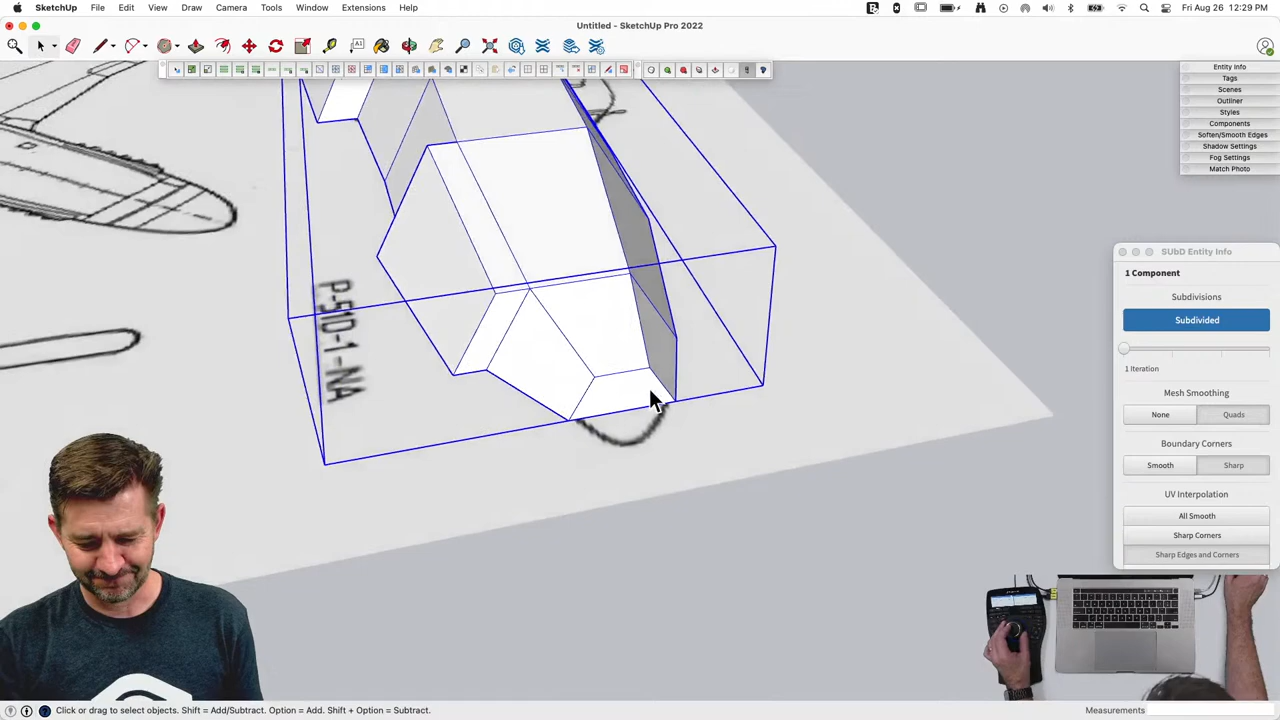 SketchUp File Edit View Draw Camera Tools Window Extensions Help
Fri Aug 26 12:29 PM
Untitled - SketchUp Pro 2022
A1
Entity Info
Tags
Scenes
Outliner
Styles
Components
Soften/Smooth Edges
Shadow Settings
Fog Settings
Match Photo
P-51D-1-NA
SUbD Entity Info
1 Component
Subdivisions
Subdivided
1 Iteration
Mesh Smoothing
None Quads
Boundary Corners
Smooth Sharp
UV Interpolation
All Smooth
Sharp Corners
Sharp Edges and Corners
Click or drag to select objects. Shift = Add/Subtract. Option = Add. Shift + Option = Subtract.
Measurements